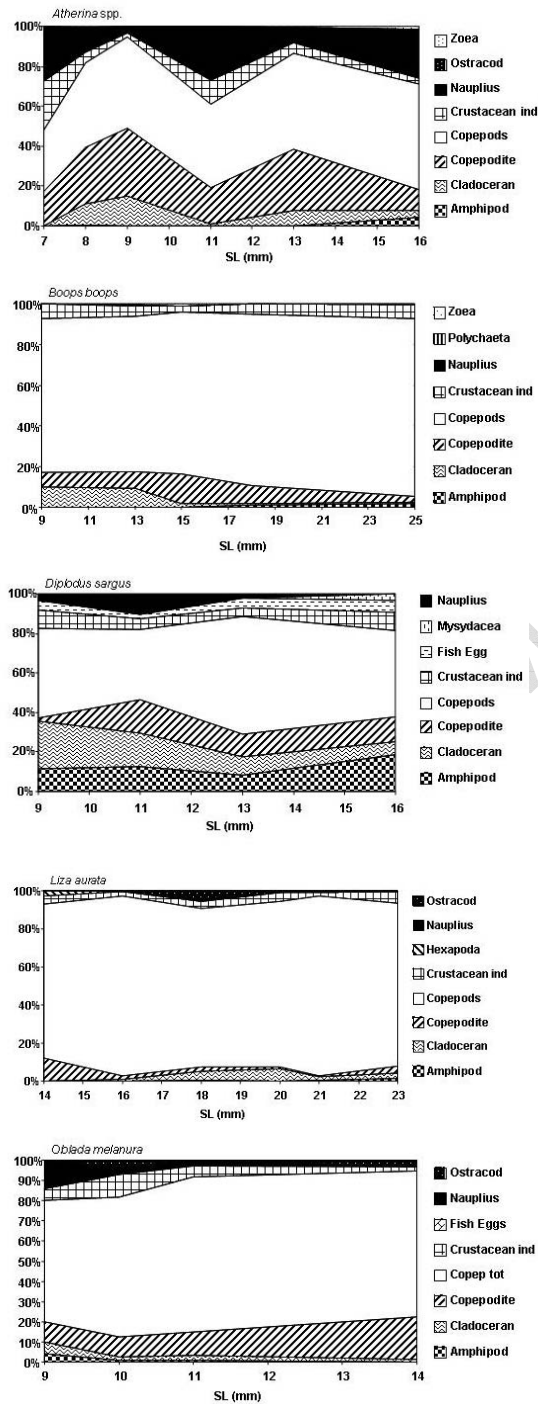 Atherina spp.
100%
80%
60%
40%
20%
0%
7 8 9 10 11 12 13 14 15 16
SL (mm)
Zoea
Ostracod
Nauplius
Crustacean ind
Copepods
Copepodite
Cladoceran
Amphipod
Boops boops
100%
80%
60%
40%
20%
0%
9 11 13 15 17 19 21 23 25
SL (mm)
Zoea
Polychaeta
Nauplius
Crustacean ind
Copepods
Copepodite
Cladoceran
Amphipod
Diplodus sargus
100%
80%
60%
40%
20%
0%
9 10 11 12 13 14 15 16
SL (mm)
Nauplius
Mysydacea
Fish Egg
Crustacean ind
Copepods
Copepodite
Cladoceran
Amphipod
Liza aurata
100%
80%
60%
40%
20%
0%
14 15 16 17 18 19 20 21 22 23
SL (mm)
Ostracod
Nauplius
Hexapoda
Crustacean ind
Copepods
Copepodite
Cladoceran
Amphipod
Oblada melanura
100%
90%
80%
70%
60%
50%
40%
30%
20%
10%
0%
9 10 11 12 13 14
SL (mm)
Ostracod
Nauplius
Fish Eggs
Crustacean ind
Copep tot
Copepodite
Cladoceran
Amphipod